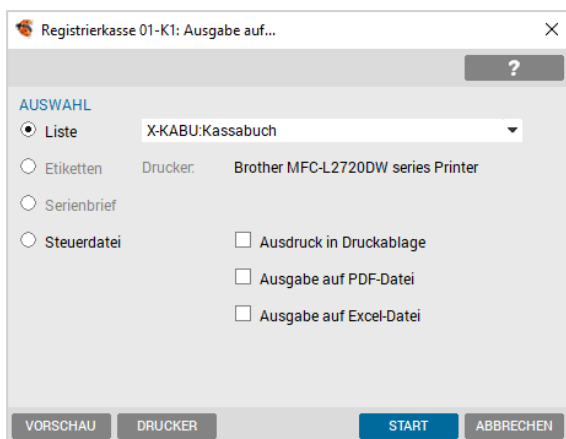 Registrierkasse 01-K1: Ausgabe auf...
?
AUSWAHL
Liste X-KABU:Kassabuch
Etiketten Drucker: Brother MFC-L2720DW series Printer
Serienbrief
Steuerdatei Ausdruck in Druckablage
Ausgabe auf PDF-Datei
Ausgabe auf Excel-Datei
VORSCHAU DRUCKER START ABBRECHEN